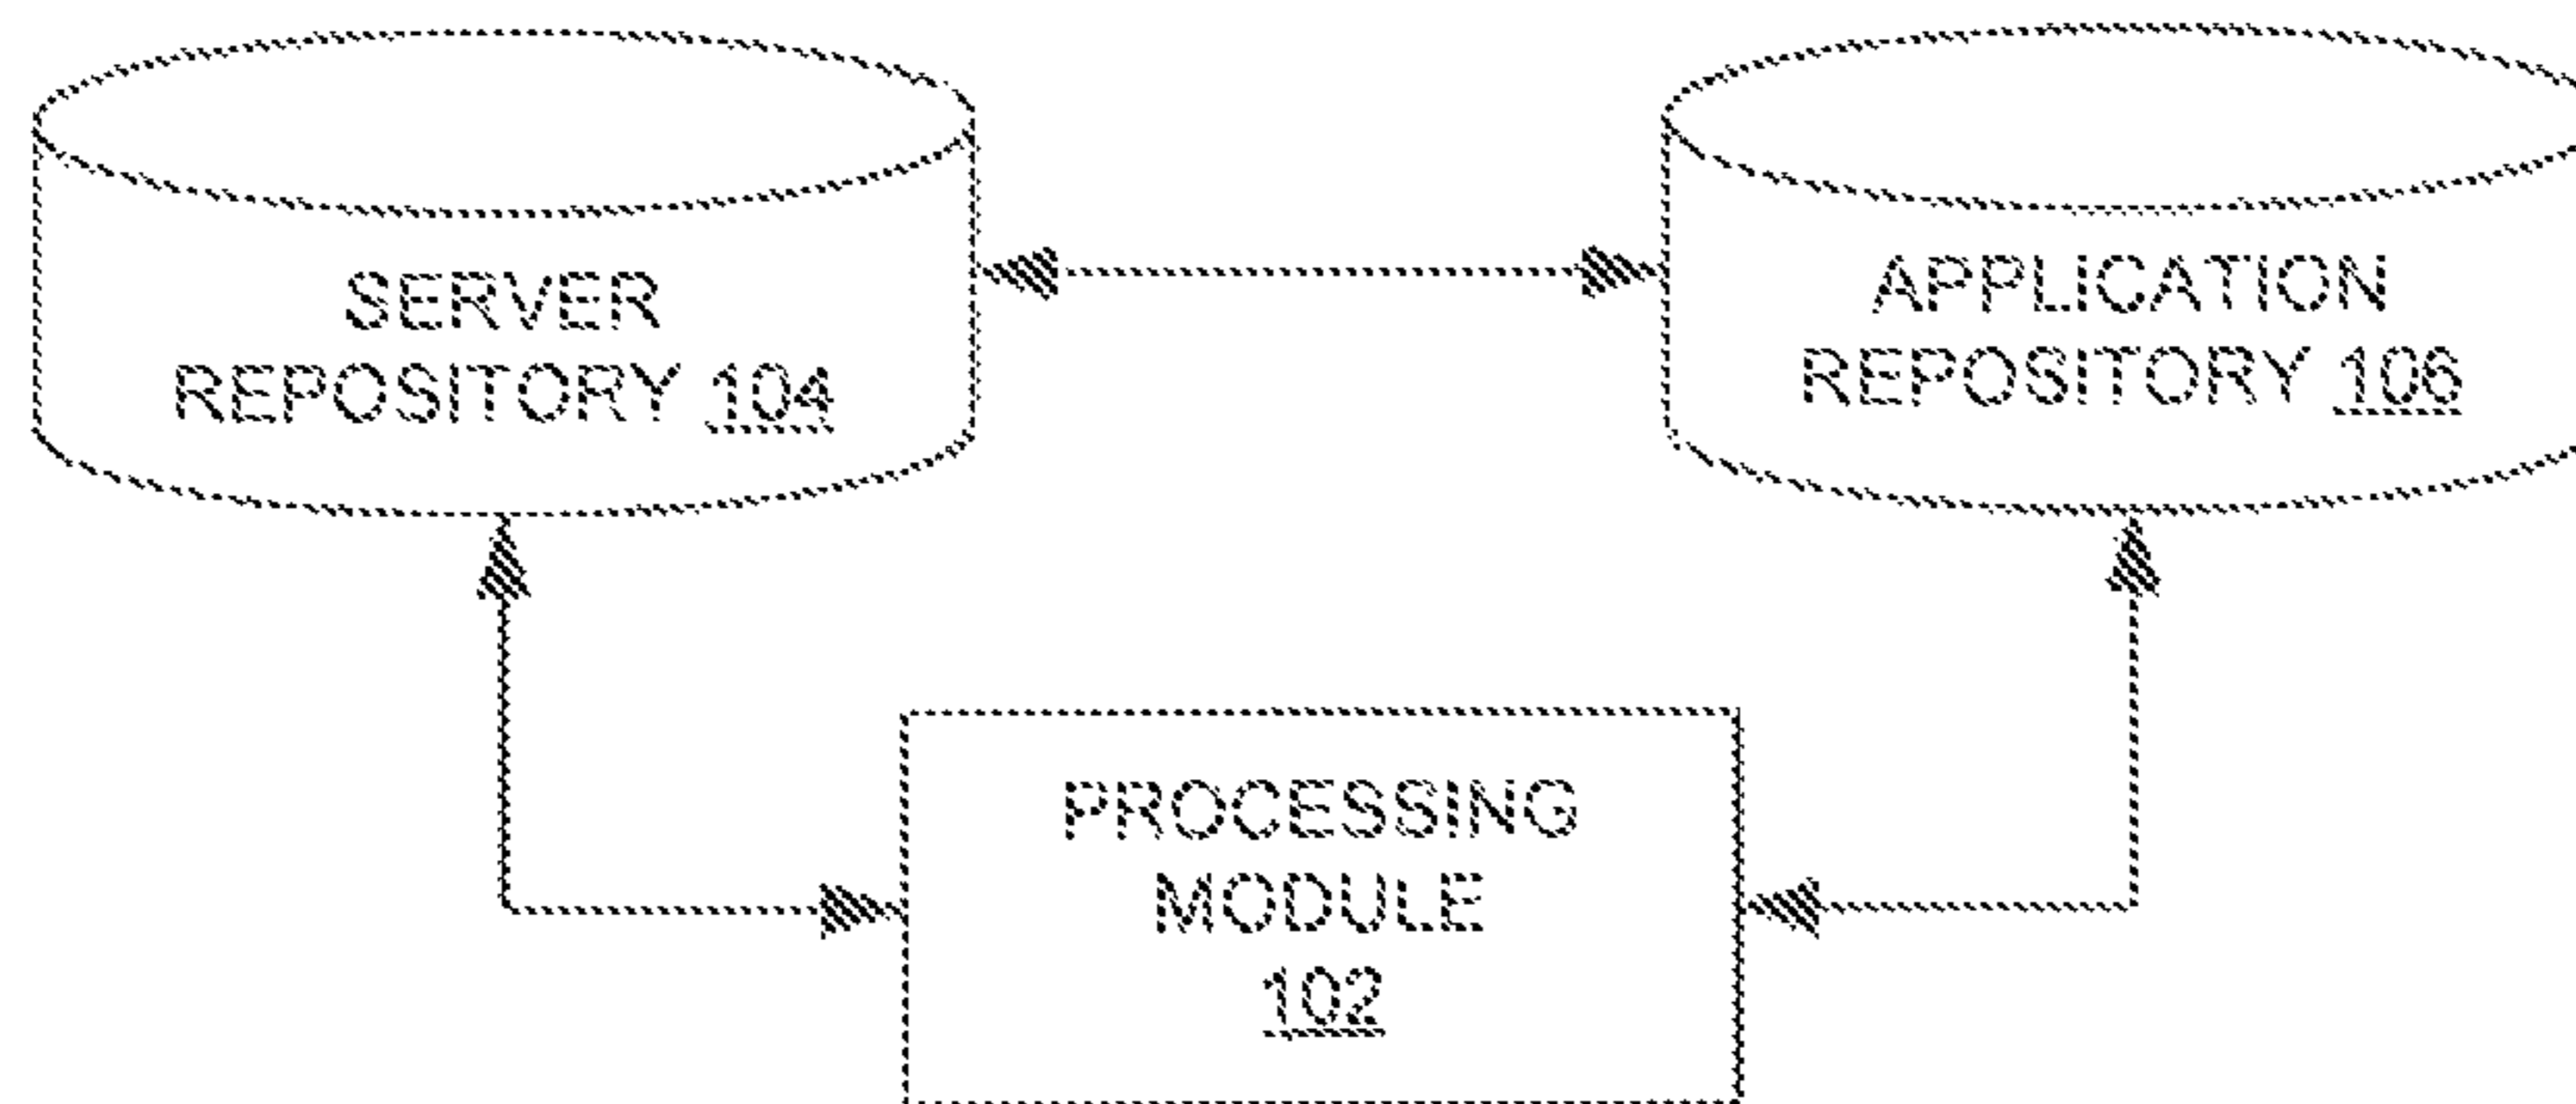 SERVER
REPOSITORY 104
APPLICATION
REPOSITORY 106
PROCESSING
MODULE
102